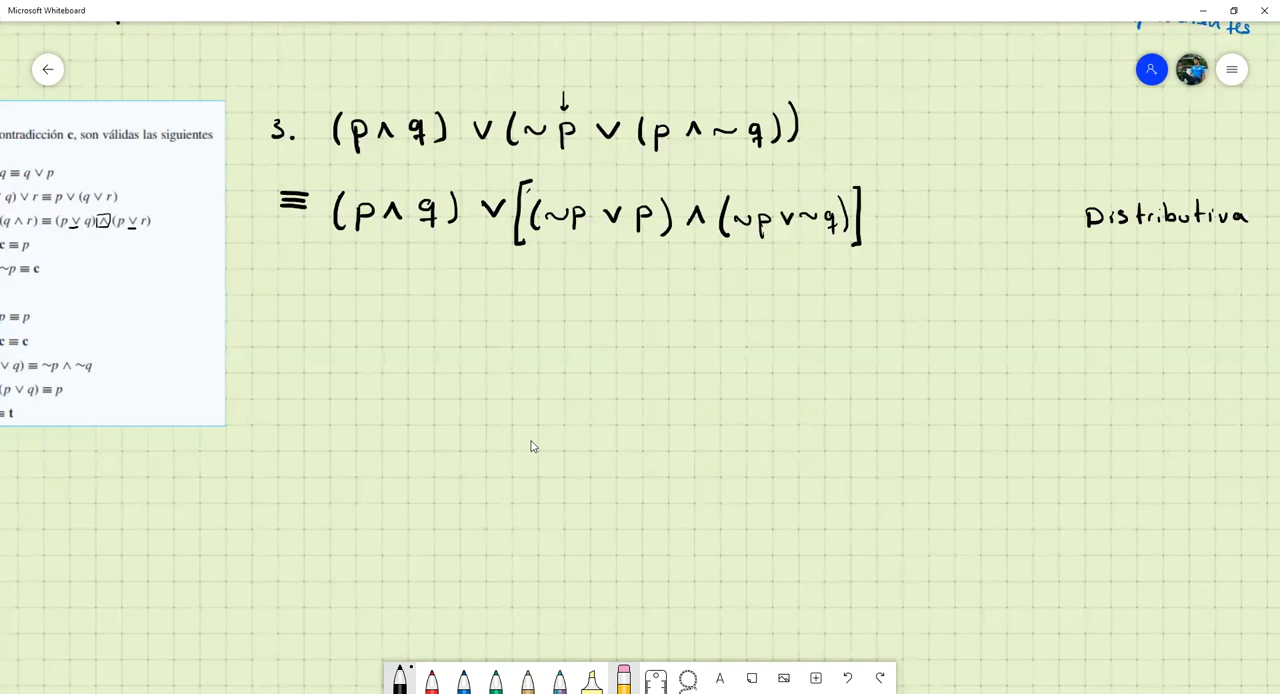 Microsoft Whiteboard
ontradicción c, son válidas las siguientes
q ≡ q ∨ p
q) ∨ r ≡ p ∨ (q ∨ r)
(q ∧ r) ≡ (p ∨ q) ∧ (p ∨ r)
c ≡ p
~p ≡ c
p ≡ p
c ≡ c
∨ q) ≡ ~p ∧ ~q
(p ∨ q) ≡ p
≡ t
3. (p ∧ q) ∨ (~p ∨ (p ∧ ~q))
≡ (p ∧ q) ∨ [(~p ∨ p) ∧ (~p ∨ ~q)] Distributiva